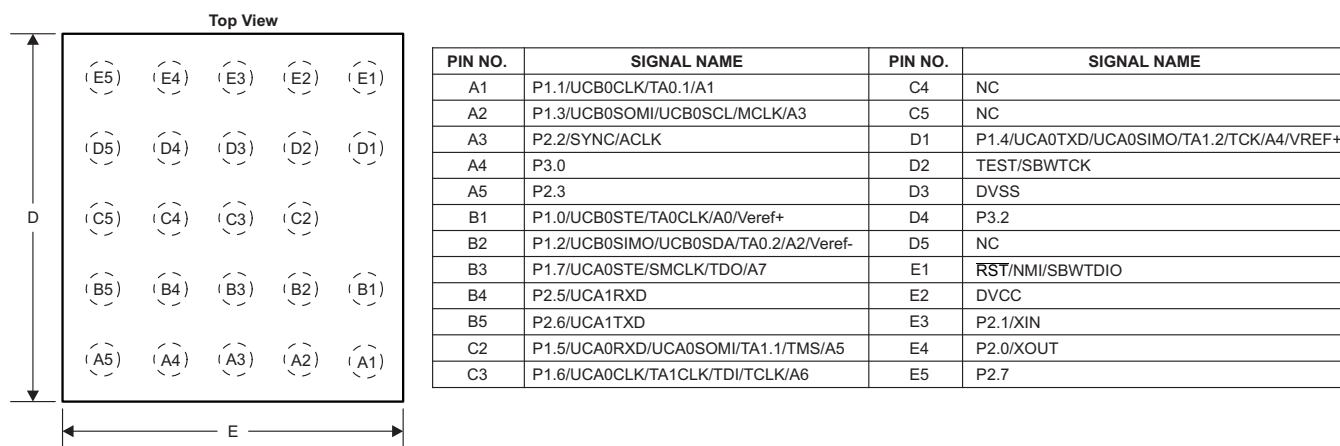 Top View
E5 E4 E3 E2 E1
D5 D4 D3 D2 D1
D
C5 C4 C3 C2
B5 B4 B3 B2 B1
A5 A4 A3 A2 A1
E
PIN NO. SIGNAL NAME PIN NO. SIGNAL NAME
A1 P1.1/UCB0CLK/TA0.1/A1 C4 NC
A2 P1.3/UCB0SOMI/UCB0SCL/MCLK/A3 C5 NC
A3 P2.2/SYNC/ACLK D1 P1.4/UCA0TXD/UCA0SIMO/TA1.2/TCK/A4/VREF+
A4 P3.0 D2 TEST/SBWTCK
A5 P2.3 D3 DVSS
B1 P1.0/UCB0STE/TA0CLK/A0/Veref+ D4 P3.2
B2 P1.2/UCB0SIMO/UCB0SDA/TA0.2/A2/Veref- D5 NC
B3 P1.7/UCA0STE/SMCLK/TDO/A7 E1 RST/NMI/SBWTDIO
B4 P2.5/UCA1RXD E2 DVCC
B5 P2.6/UCA1TXD E3 P2.1/XIN
C2 P1.5/UCA0RXD/UCA0SOMI/TA1.1/TMS/A5 E4 P2.0/XOUT
C3 P1.6/UCA0CLK/TA1CLK/TDI/TCLK/A6 E5 P2.7